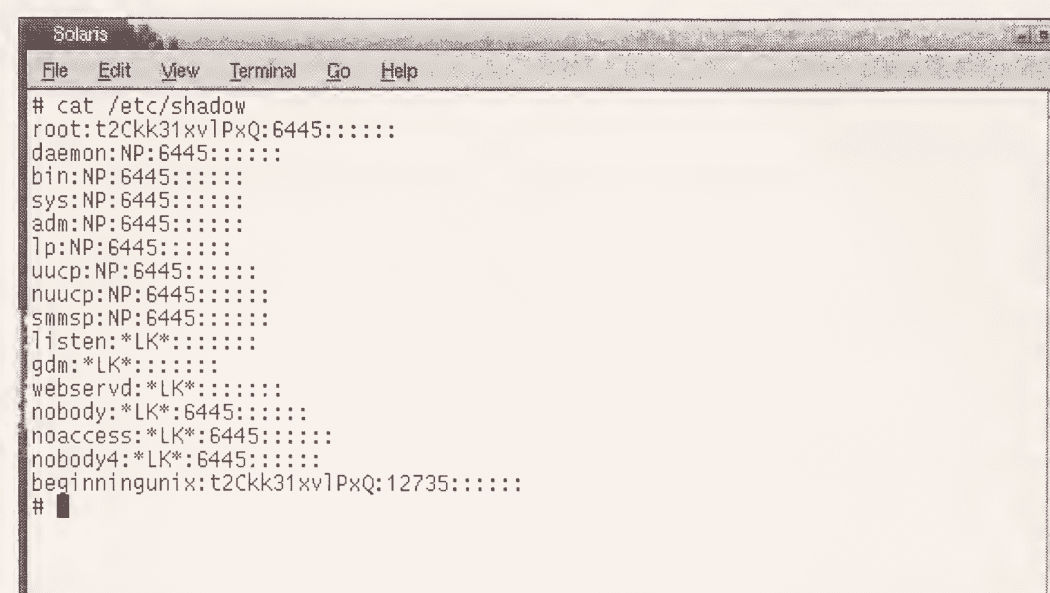 Solaris
File Edit View Terminal Go Help
# cat /etc/shadow
root:t2Ckk31xvlPxQ:6445::::::
daemon:NP:6445::::::
bin:NP:6445::::::
sys:NP:6445::::::
adm:NP:6445::::::
lp:NP:6445::::::
uucp:NP:6445::::::
nuucp:NP:6445::::::
smmsp:NP:6445::::::
listen:*LK*:::::::
gdm:*LK*:::::::
webservd:*LK*:::::::
nobody:*LK*:6445::::::
noaccess:*LK*:6445::::::
nobody4:*LK*:6445::::::
beginningunix:t2Ckk31xvlPxQ:12735::::::
#